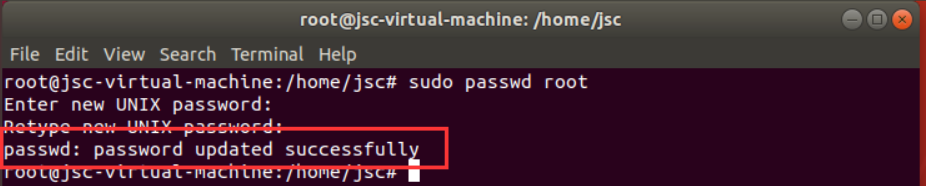 root@jsc-virtual-machine: /home/jsc
File Edit View Search Terminal Help
root@jsc-virtual-machine:/home/jsc# sudo passwd root
Enter new UNIX password:
Retype new UNIX password:
passwd: password updated successfully
root@jsc-virtual-machine:/home/jsc#